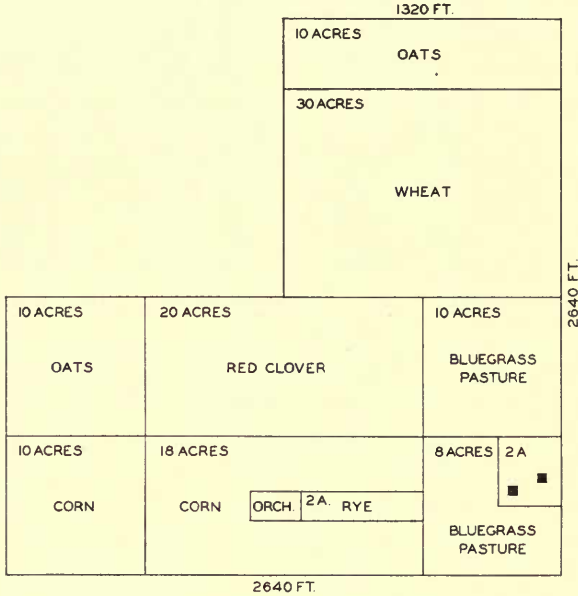 1320 FT.
10 ACRES
OATS
30 ACRES
WHEAT
2640 FT.
10 ACRES
OATS
20 ACRES
RED CLOVER
10 ACRES
BLUEGRASS
PASTURE
10 ACRES
CORN
18 ACRES
CORN
ORCH.
2A. RYE
8 ACRES
2 A
BLUEGRASS
PASTURE
2640 FT.